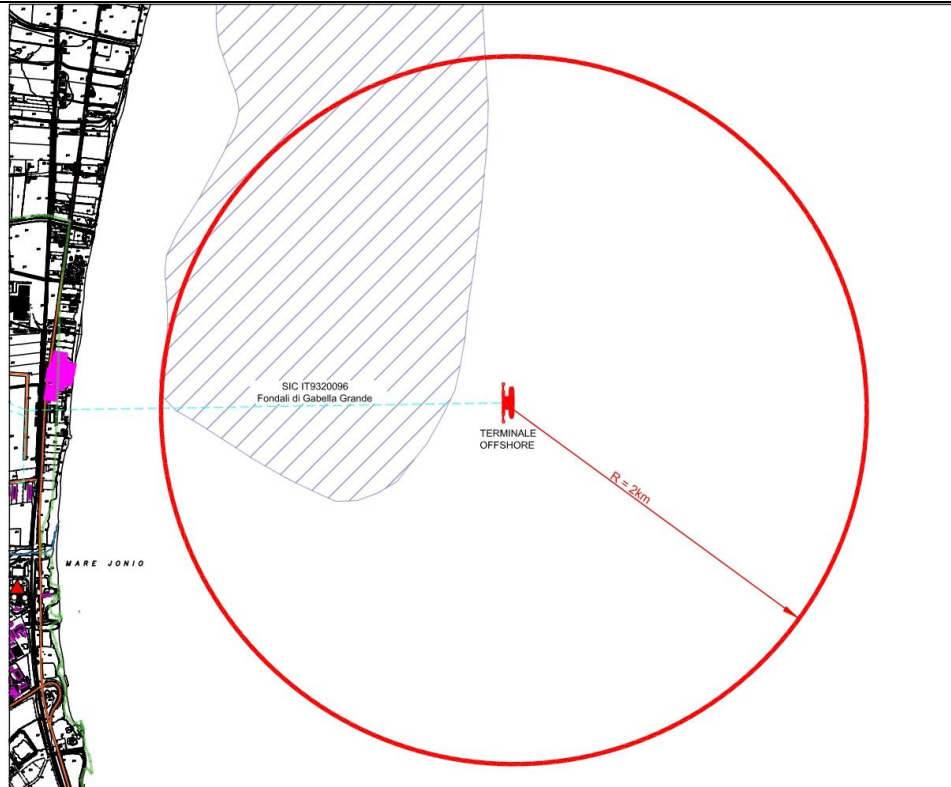 SIC IT9320096
Fondali di Gabella Grande
TERMINALE
OFFSHORE
R = 2km
MARE JONIO